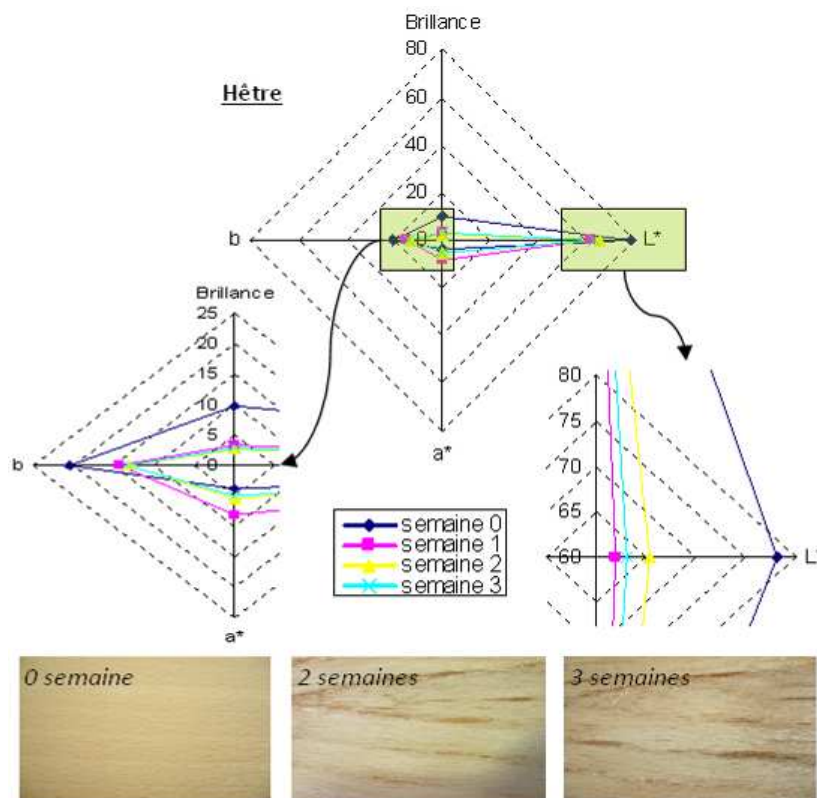 Brillance
80
Hêtre
60
40
20
b
0
L*
a*
Brillance
25
20
15
10
5
b
0
a*
semaine 0
semaine 1
semaine 2
semaine 3
80
75
70
65
60
L*
0 semaine
2 semaines
3 semaines